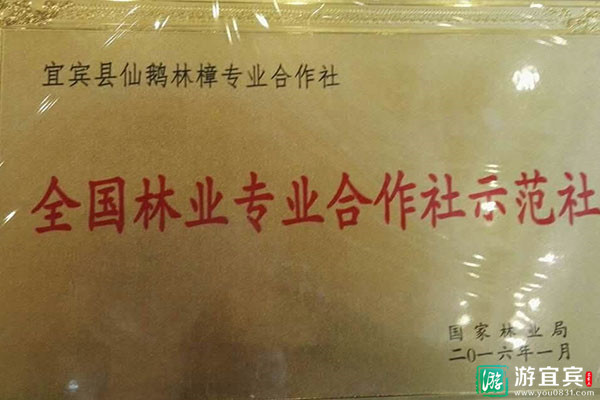 宜宾县仙鹅林樟专业合作社
全国林业专业合作社示范社
国家林业局
二〇一六年一月
游 游宜宾
www.you0831.com